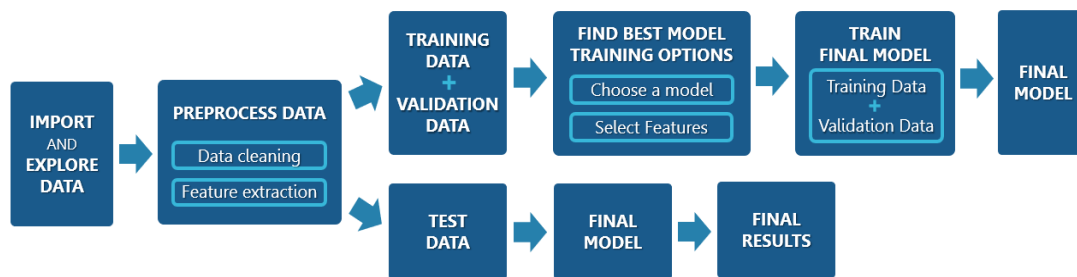 IMPORT
AND
EXPLORE
DATA
PREPROCESS DATA
Data cleaning
Feature extraction
TRAINING
DATA
+
VALIDATION
DATA
FIND BEST MODEL
TRAINING OPTIONS
Choose a model
Select Features
TRAIN
FINAL MODEL
Training Data
+
Validation Data
FINAL
MODEL
TEST
DATA
FINAL
MODEL
FINAL
RESULTS